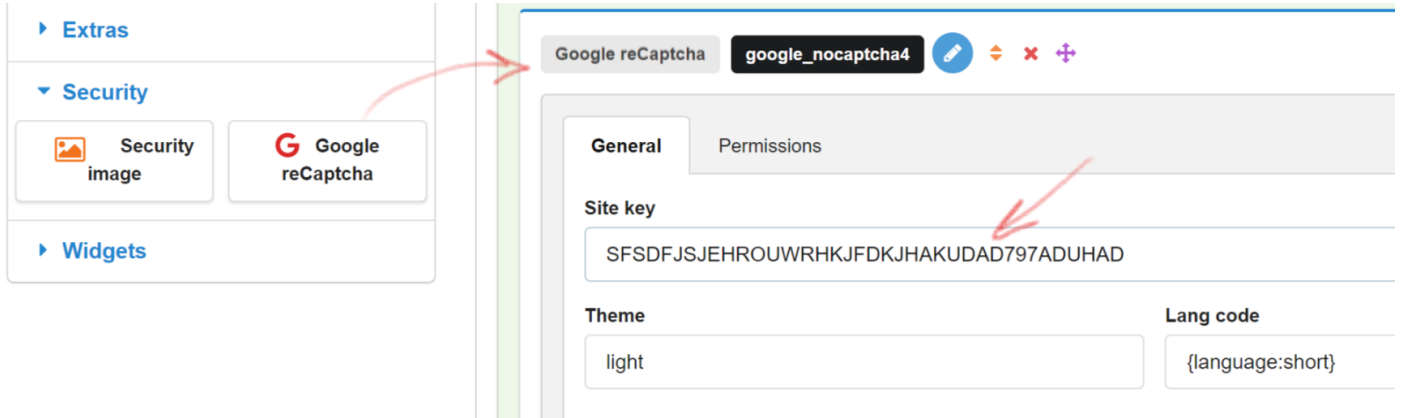 Extras
Security
Security
image
Google
reCaptcha
Widgets
Google reCaptcha google_nocaptcha4
General Permissions
Site key
SFSDFJSJEHROUWRHKJFDKJHAKUDAD797ADUHAD
Theme Lang code
light {language:short}